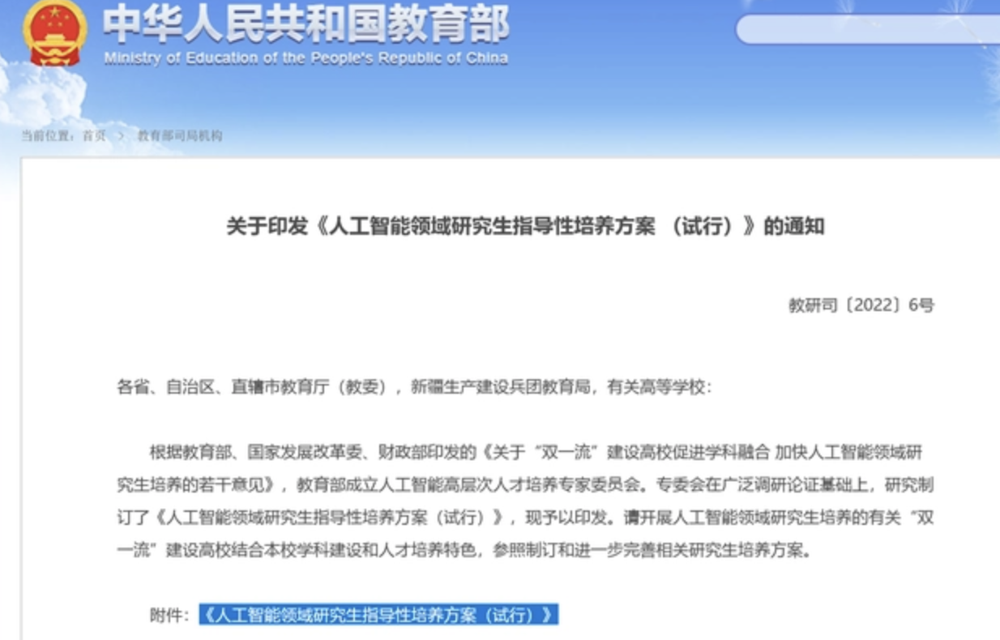 中华人民共和国教育部
Ministry of Education of the People's Republic of China
当前位置： 首页 > 教育部司局机构
关于印发《人工智能领域研究生指导性培养方案 （试行）》的通知
教研司〔2022〕6号
各省、自治区、直辖市教育厅（教委），新疆生产建设兵团教育局，有关高等学校：
根据教育部、国家发展改革委、财政部印发的《关于“双一流”建设高校促进学科融合 加快人工智能领域研
究生培养的若干意见》，教育部成立人工智能高层次人才培养专家委员会。专委会在广泛调研论证基础上，研究制
订了《人工智能领域研究生指导性培养方案（试行）》，现予以印发。请开展人工智能领域研究生培养的有关“双
一流”建设高校结合本校学科建设和人才培养特色，参照制订和进一步完善相关研究生培养方案。
附件：《人工智能领域研究生指导性培养方案（试行）》